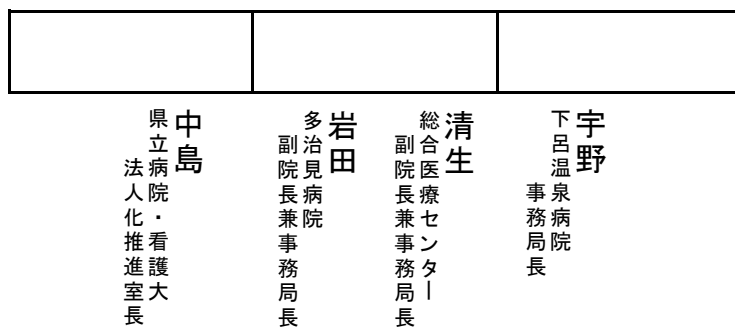 宇野
下呂温泉病院
事務局長
清生
総合医療センター
副院長兼事務局長
岩田
多治見病院
副院長兼事務局長
中島
県立病院・看護大
法人化推進室長